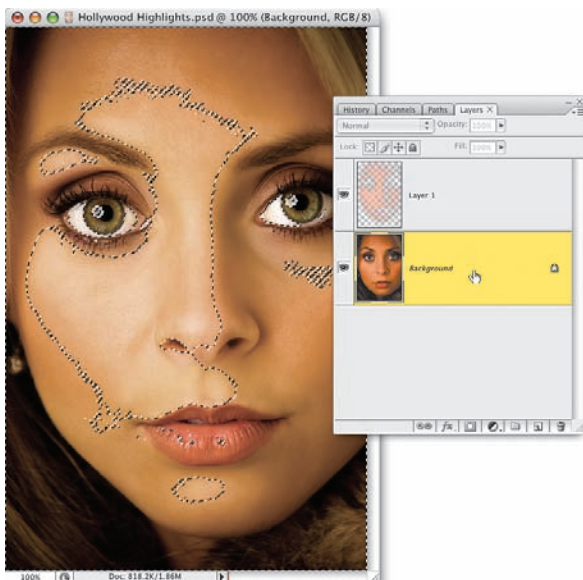 Hollywood Highlights.psd @ 100% (Background, RGB/8)
History Channels Paths Layers X
Normal Opacity: 100%
Lock: Fill: 100%
Layer 1
Background
fx
100% Doc: 818.2K/1.86M